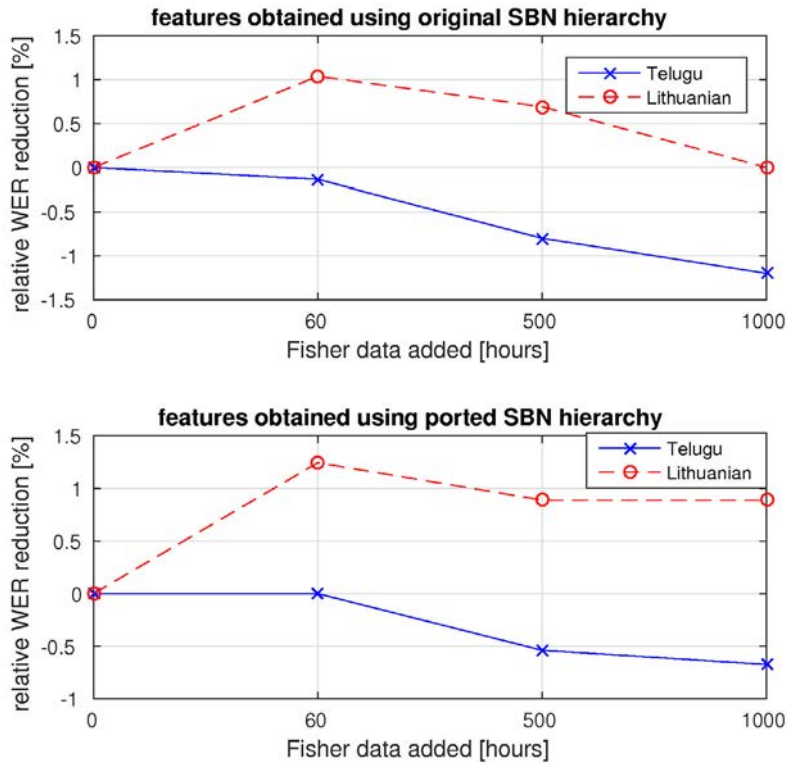 features obtained using original SBN hierarchy
relative WER reduction [%]
1.5
1
0.5
0
-0.5
-1
-1.5
Telugu
Lithuanian
0 60 500 1000
Fisher data added [hours]
features obtained using ported SBN hierarchy
relative WER reduction [%]
1.5
1
0.5
0
-0.5
-1
Telugu
Lithuanian
0 60 500 1000
Fisher data added [hours]